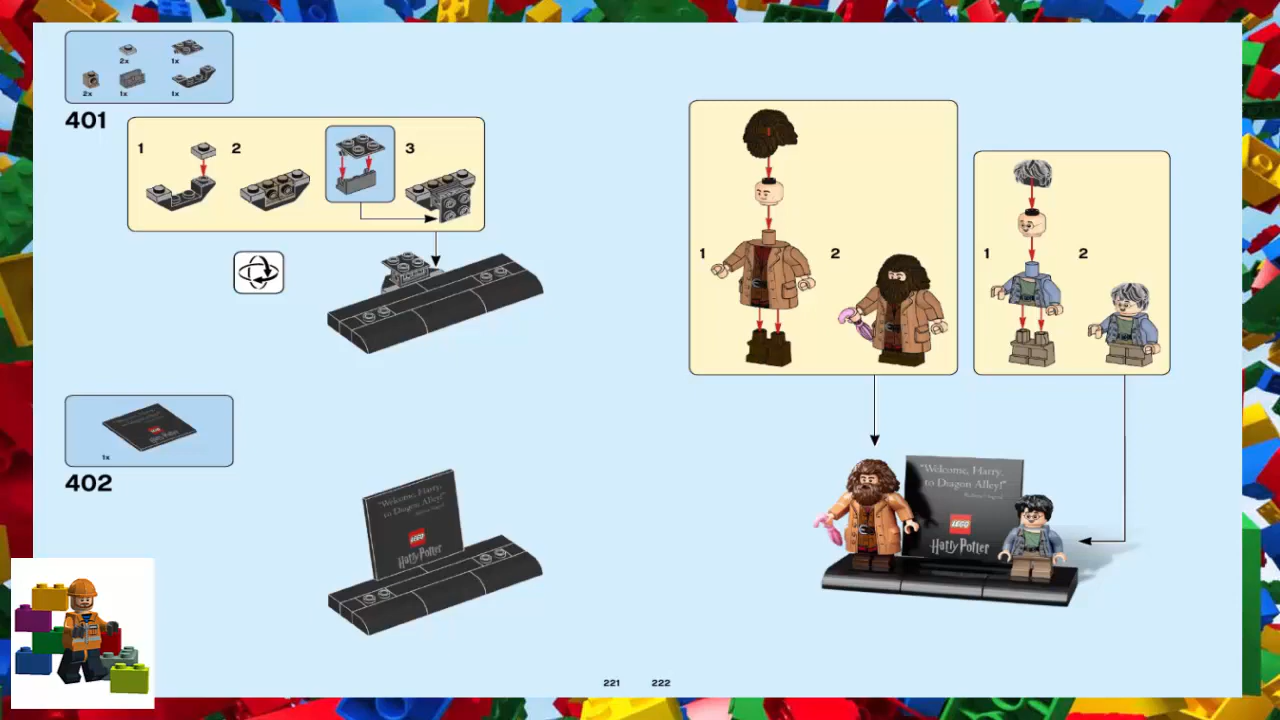 2x
1x
2x
1x
1x
401
1
2
3
1x
402
"Welcome, Harry,
to Diagon Alley!"
LEGO
Harry Potter
1
2
1
2
"Welcome, Harry,
to Diagon Alley!"
LEGO
Harry Potter
221
222